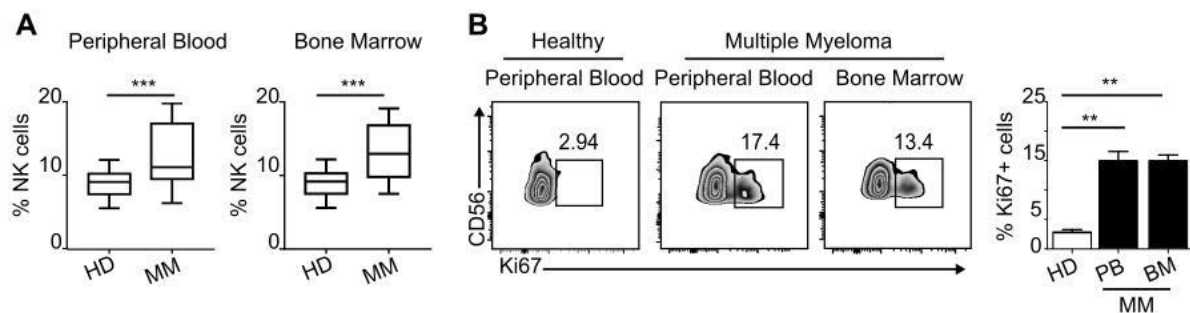 A
Peripheral Blood
***
% NK cells
20
10
0
HD
MM
Bone Marrow
***
% NK cells
20
10
0
HD
MM
B
Healthy
Multiple Myeloma
Peripheral Blood
Peripheral Blood
Bone Marrow
2.94
17.4
13.4
CD56
Ki67
% Ki67+ cells
25
15
5
0
**
**
HD
PB
BM
MM